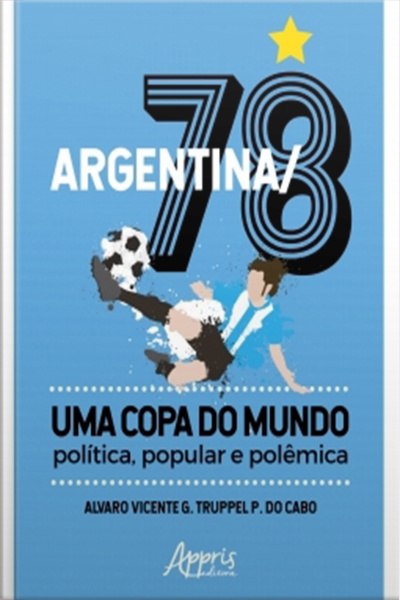 78
ARGENTINA/
UMA COPA DO MUNDO
política, popular e polêmica
ALVARO VICENTE G. TRUPPEL P. DO CABO
Appris
editora